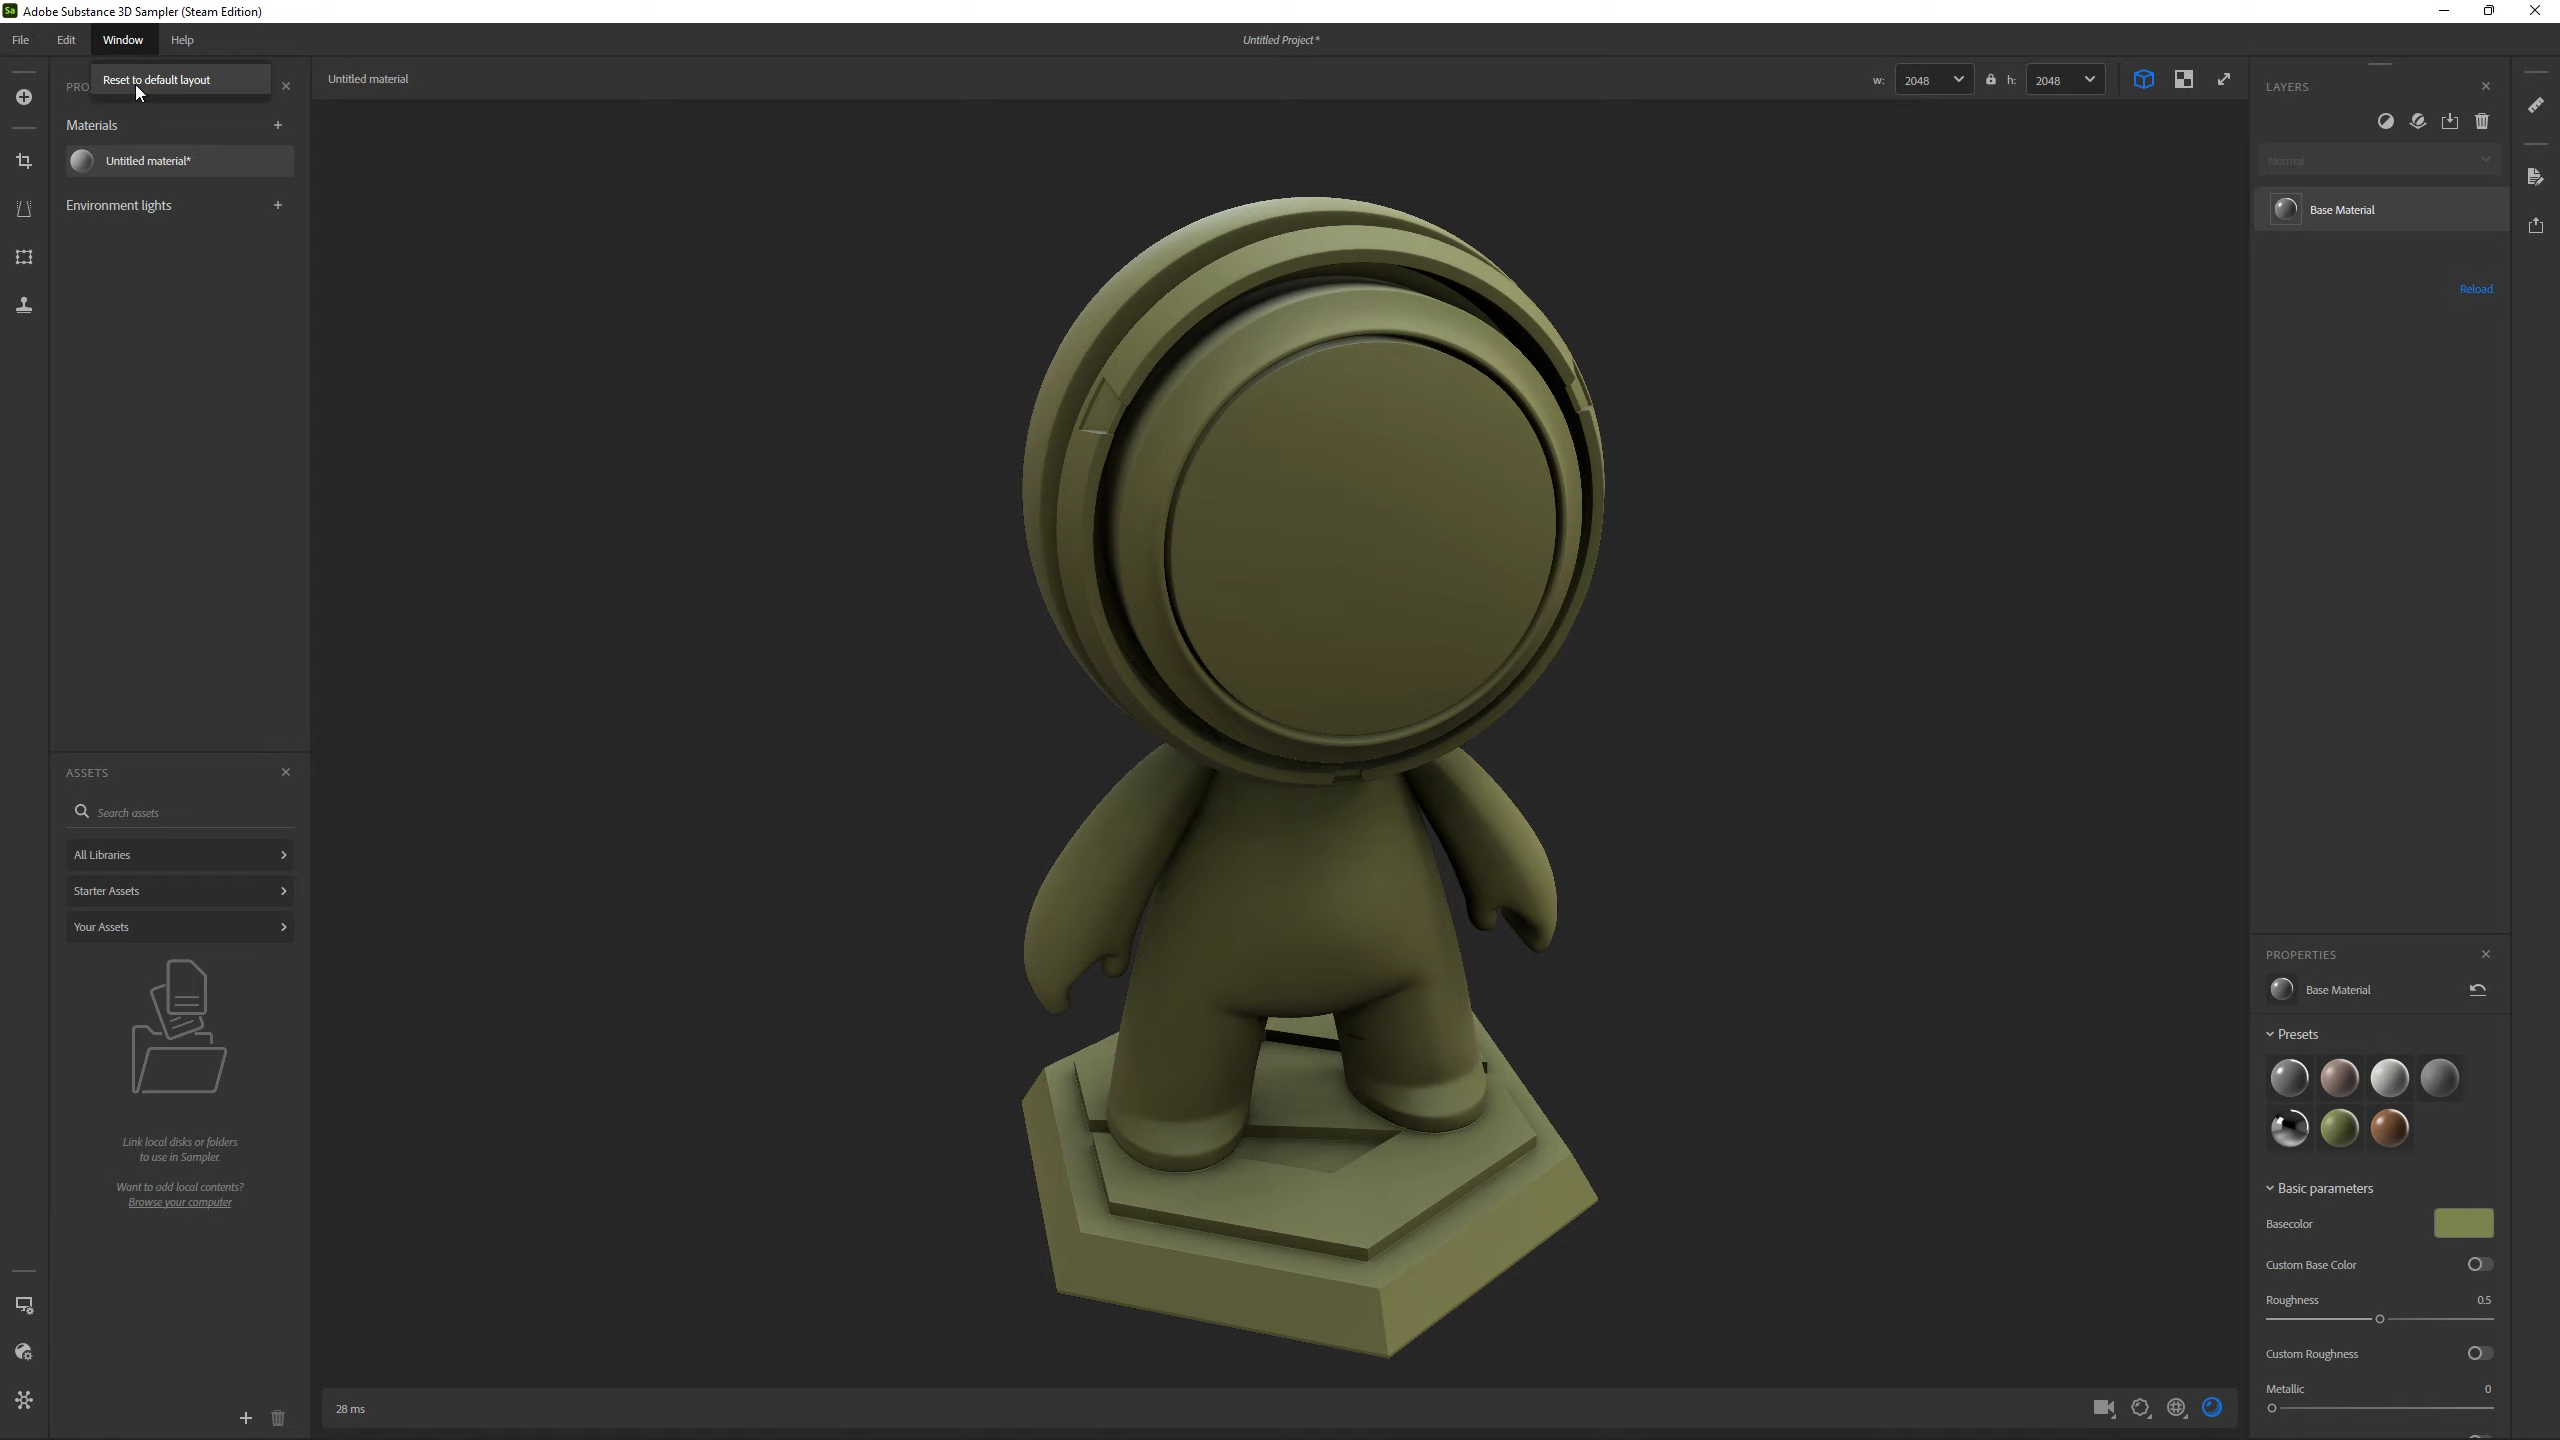 Adobe Substance 3D Sampler (Steam Edition)
File Edit Window Help
Untitled Project*
Reset to default layout
PRO
Untitled material
w: 2048
h: 2048
LAYERS
Materials
Untitled material*
Normal
Environment lights
Base Material
Reload
ASSETS
Search assets
All Libraries
Starter Assets
Your Assets
Link local disks or folders
to use in Sampler.
Want to add local contents?
Browse your computer
PROPERTIES
Base Material
Presets
Basic parameters
Basecolor
Custom Base Color
Roughness 0.5
Custom Roughness
Metallic 0
28 ms